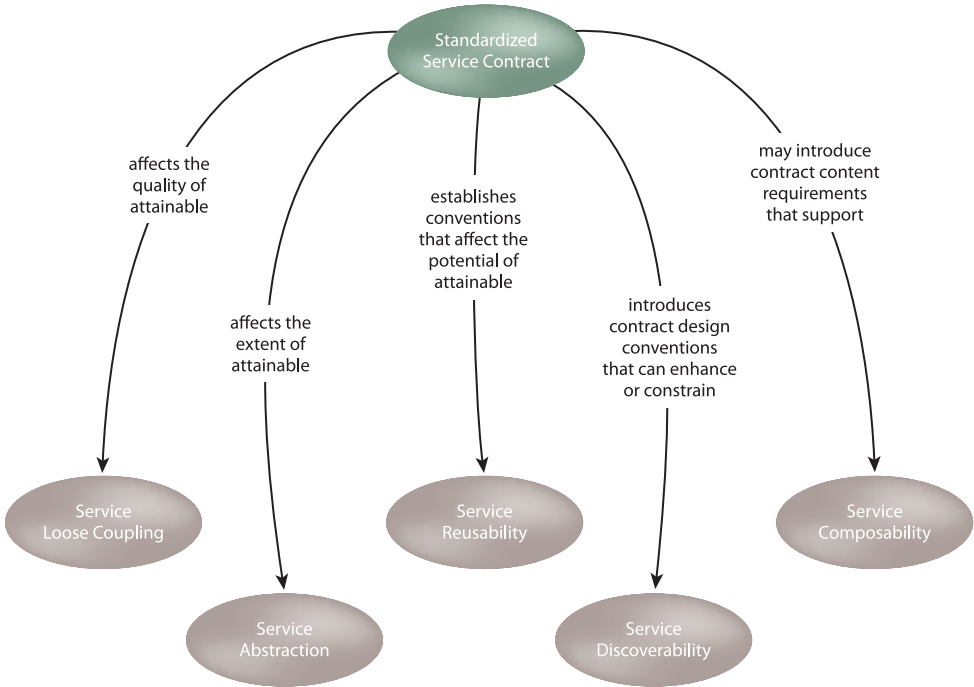 Standardized
Service Contract
affects the
quality of
attainable
may introduce
contract content
requirements
that support
establishes
conventions
that affect the
potential of
attainable
affects the
extent of
attainable
introduces
contract design
conventions
that can enhance
or constrain
Service
Loose Coupling
Service
Reusability
Service
Composability
Service
Abstraction
Service
Discoverability